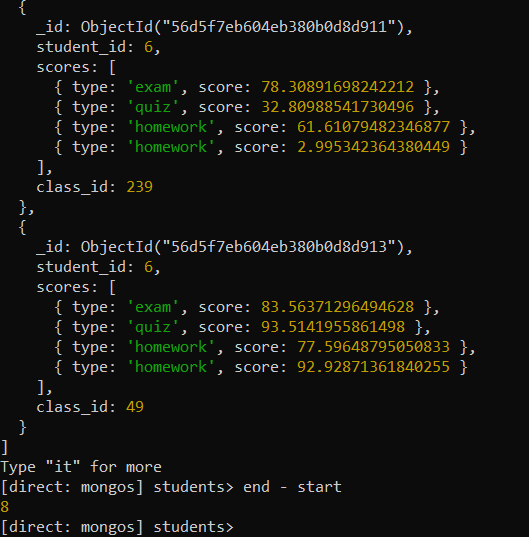 {
    _id: ObjectId("56d5f7eb604eb380b0d8d911"),
    student_id: 6,
    scores: [
      { type: 'exam', score: 78.30891698242212 },
      { type: 'quiz', score: 32.80988541730496 },
      { type: 'homework', score: 61.61079482346877 },
      { type: 'homework', score: 2.995342364380449 }
    ],
    class_id: 239
  },
  {
    _id: ObjectId("56d5f7eb604eb380b0d8d913"),
    student_id: 6,
    scores: [
      { type: 'exam', score: 83.56371296494628 },
      { type: 'quiz', score: 93.5141955861498 },
      { type: 'homework', score: 77.59648795050833 },
      { type: 'homework', score: 92.92871361840255 }
    ],
    class_id: 49
  }
]
Type "it" for more
[direct: mongos] students> end - start
8
[direct: mongos] students>